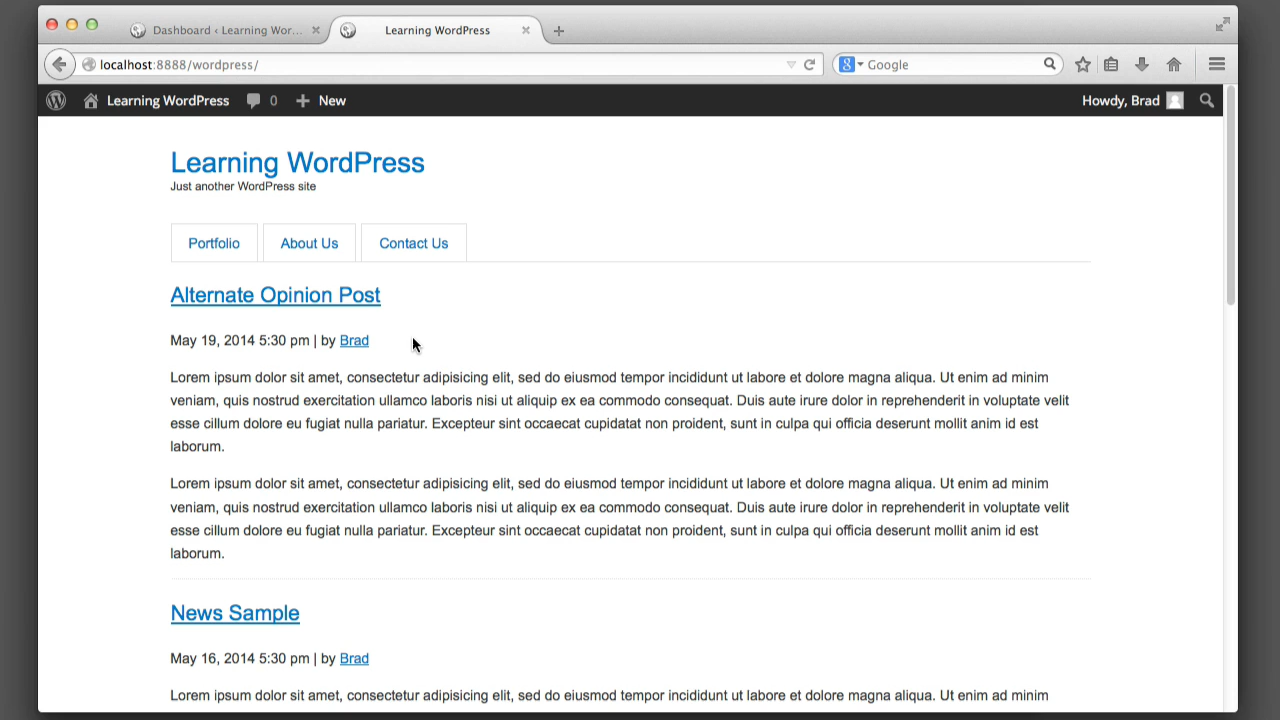 Dashboard ‹ Learning Wor...
Learning WordPress
localhost:8888/wordpress/
8
Google
Learning WordPress
0
New
Howdy, Brad
Learning WordPress
Just another WordPress site
Portfolio
About Us
Contact Us
Alternate Opinion Post
May 19, 2014 5:30 pm | by Brad
Lorem ipsum dolor sit amet, consectetur adipisicing elit, sed do eiusmod tempor incididunt ut labore et dolore magna aliqua. Ut enim ad minim
veniam, quis nostrud exercitation ullamco laboris nisi ut aliquip ex ea commodo consequat. Duis aute irure dolor in reprehenderit in voluptate velit
esse cillum dolore eu fugiat nulla pariatur. Excepteur sint occaecat cupidatat non proident, sunt in culpa qui officia deserunt mollit anim id est
laborum.
Lorem ipsum dolor sit amet, consectetur adipisicing elit, sed do eiusmod tempor incididunt ut labore et dolore magna aliqua. Ut enim ad minim
veniam, quis nostrud exercitation ullamco laboris nisi ut aliquip ex ea commodo consequat. Duis aute irure dolor in reprehenderit in voluptate velit
esse cillum dolore eu fugiat nulla pariatur. Excepteur sint occaecat cupidatat non proident, sunt in culpa qui officia deserunt mollit anim id est
laborum.
News Sample
May 16, 2014 5:30 pm | by Brad
Lorem ipsum dolor sit amet, consectetur adipisicing elit, sed do eiusmod tempor incididunt ut labore et dolore magna aliqua. Ut enim ad minim